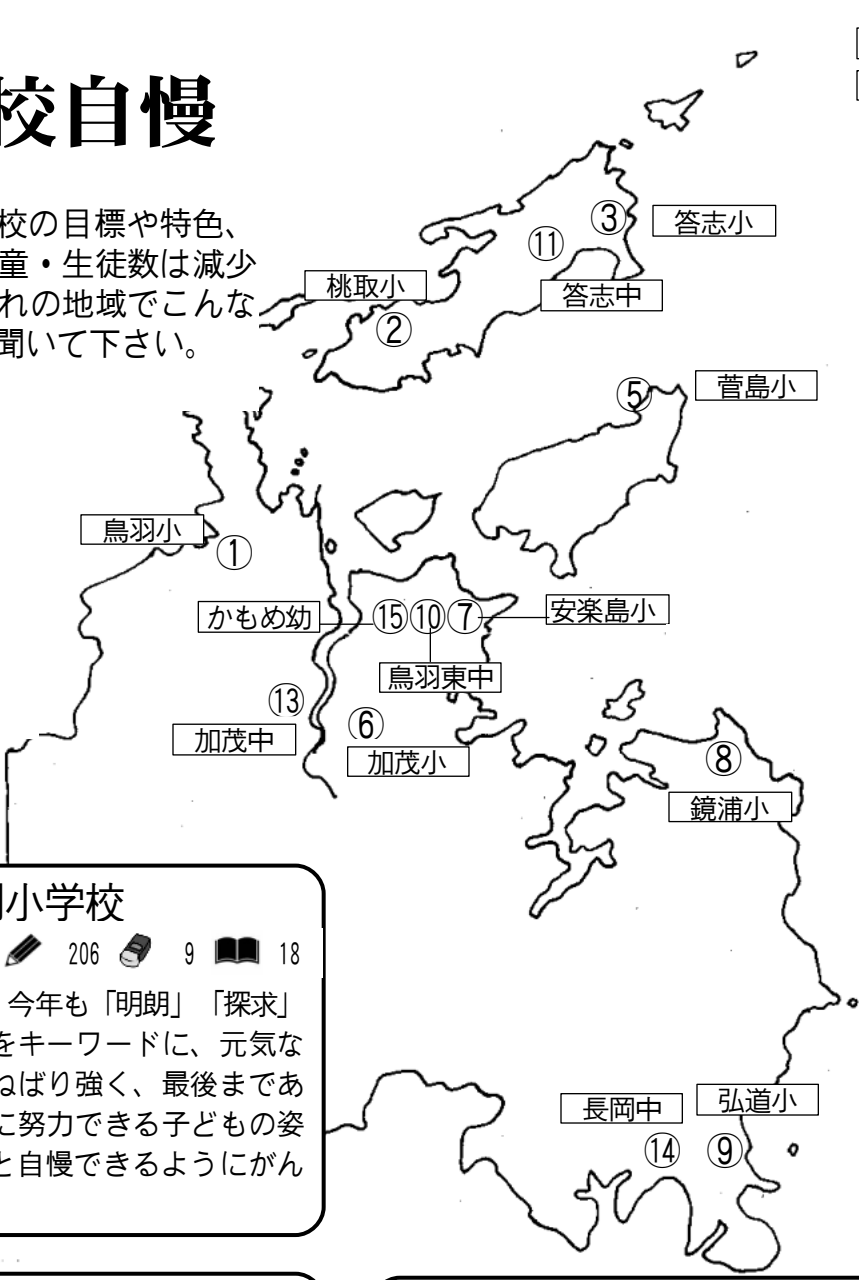 校自慢
校の目標や特色、
童・生徒数は減少
れの地域でこんな
聞いて下さい。
③ 答志小
⑪
答志中
桃取小
②
⑤ 菅島小
鳥羽小
①
かもめ幼 ⑮⑩⑦ 安楽島小
鳥羽東中
⑬
加茂中
⑥
加茂小
⑧
鏡浦小
小学校
206 9 18
今年も「明朗」「探求」
をキーワードに、元気な
ねばり強く、最後まであ
に努力できる子どもの姿
と自慢できるようにがん
長岡中 弘道小
⑭ ⑨